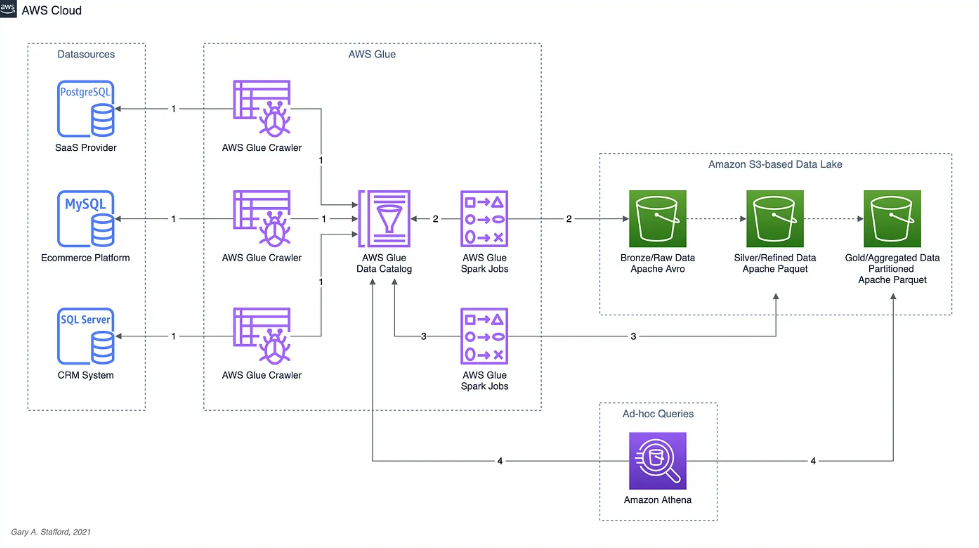 aws
AWS Cloud
Datasources
AWS Glue
PostgreSQL
SaaS Provider
1
AWS Glue Crawler
1
Amazon S3-based Data Lake
MySQL
Ecommerce Platform
1
AWS Glue Crawler
1
AWS Glue
Data Catalog
2
AWS Glue
Spark Jobs
2
Bronze/Raw Data
Apache Avro
Silver/Refined Data
Apache Paquet
Gold/Aggregated Data
Partitioned
Apache Parquet
1
SQL Server
CRM System
1
AWS Glue Crawler
3
AWS Glue
Spark Jobs
3
Ad-hoc Queries
4
Amazon Athena
4
Gary A. Stafford, 2021